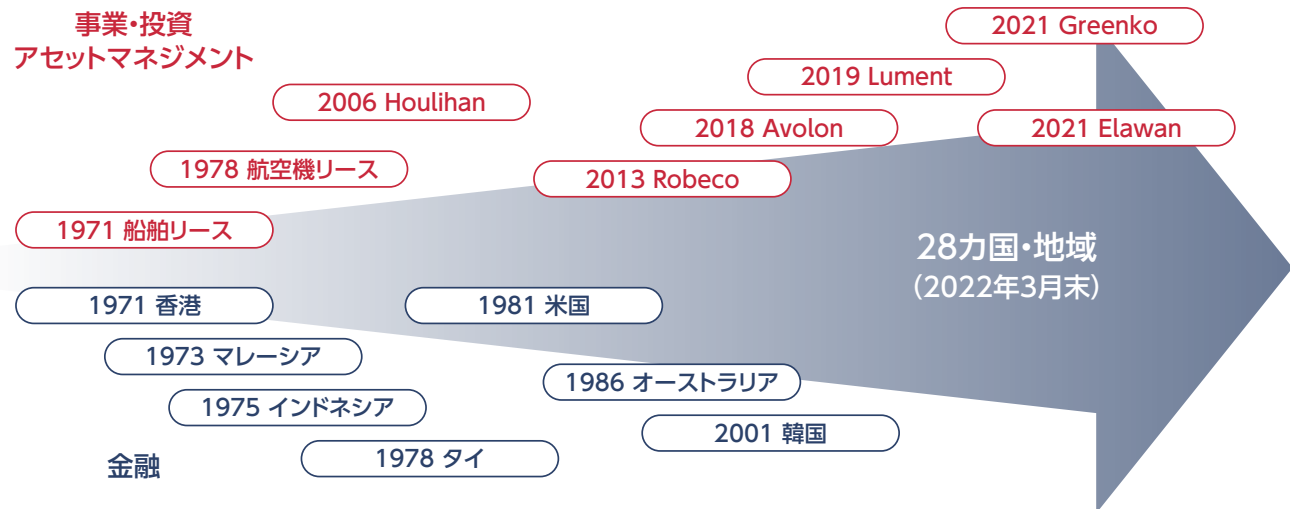 事業・投資
アセットマネジメント
2021 Greenko
2019 Lument
2006 Houlihan
2018 Avolon
2021 Elawan
1978 航空機リース
2013 Robeco
1971 船舶リース
28カ国・地域
(2022年3月末)
1971 香港
1981 米国
1973 マレーシア
1986 オーストラリア
1975 インドネシア
2001 韓国
1978 タイ
金融